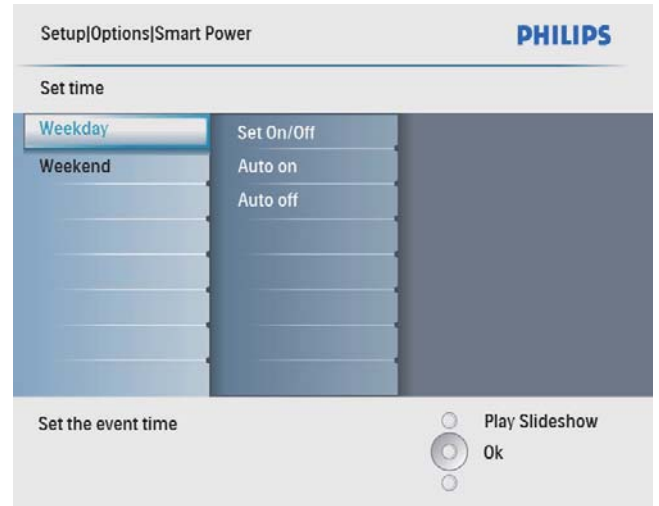 Setup|Options|Smart Power
PHILIPS
Set time
Weekday
Set On/Off
Weekend
Auto on
Auto off
Set the event time
Play Slideshow
Ok